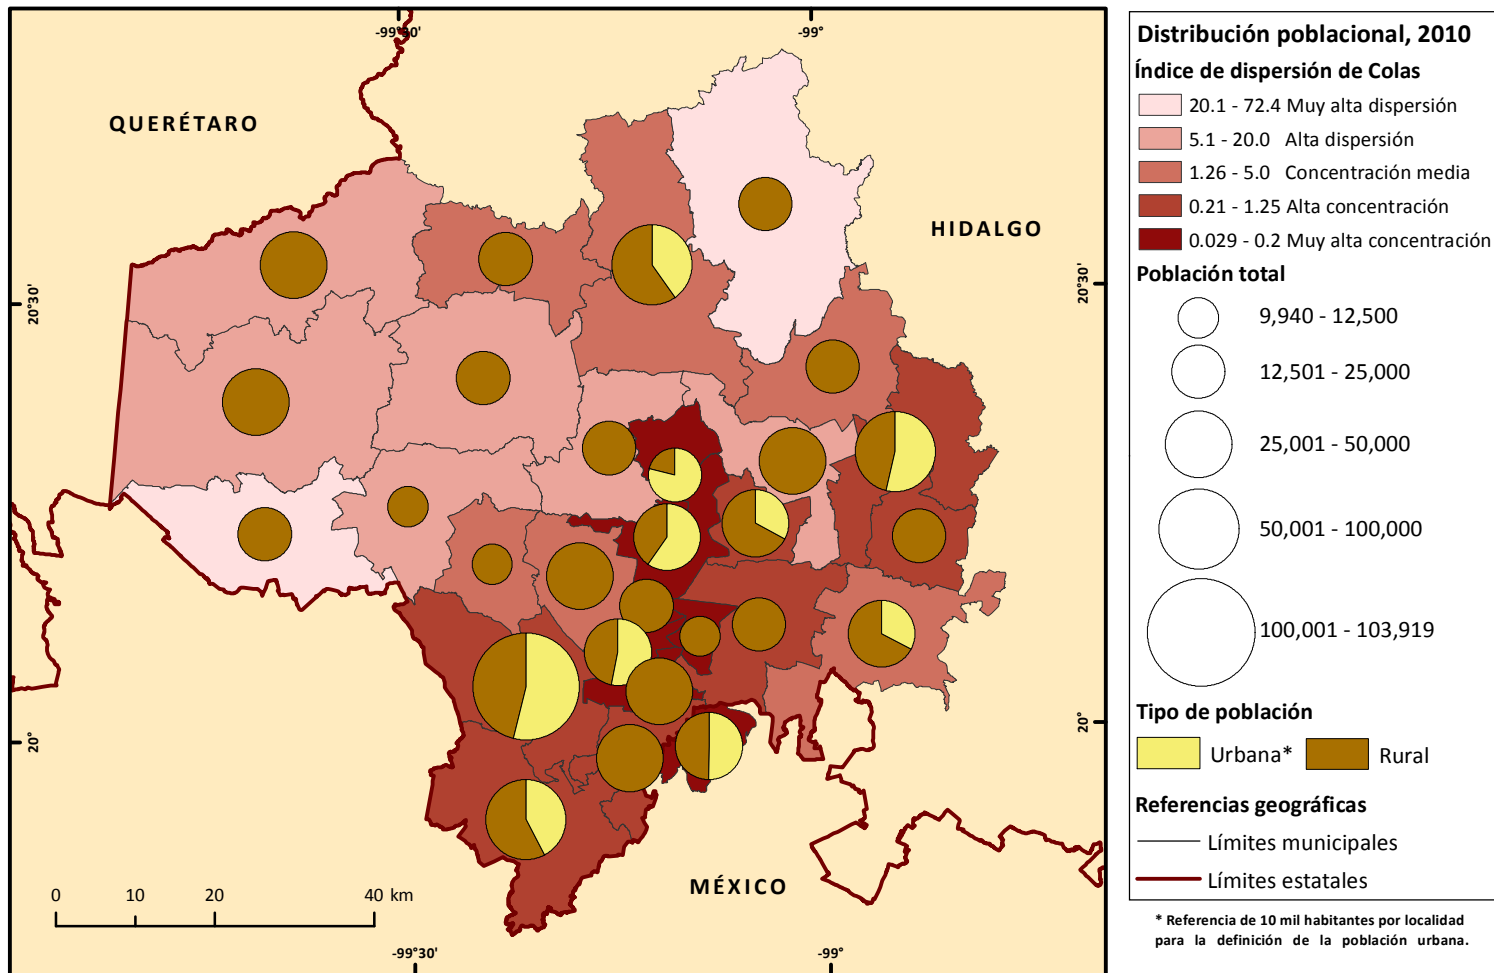 -99°30'
-99°
QUERÉTARO
HIDALGO
20°30'
20°30'
20°
20°
MÉXICO
0 10 20 40 km
-99°30'
-99°
Distribución poblacional, 2010
Índice de dispersión de Colas
20.1 - 72.4 Muy alta dispersión
5.1 - 20.0 Alta dispersión
1.26 - 5.0 Concentración media
0.21 - 1.25 Alta concentración
0.029 - 0.2 Muy alta concentración
Población total
9,940 - 12,500
12,501 - 25,000
25,001 - 50,000
50,001 - 100,000
100,001 - 103,919
Tipo de población
Urbana* Rural
Referencias geográficas
Límites municipales
Límites estatales
* Referencia de 10 mil habitantes por localidad
para la definición de la población urbana.